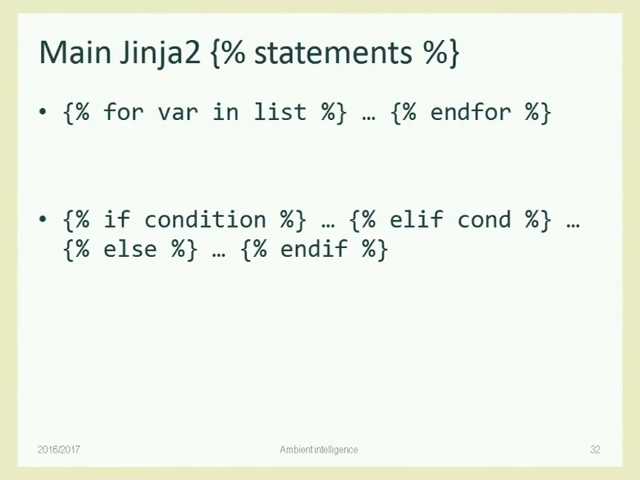 Main Jinja2 {% statements %}
• {% for var in list %} … {% endfor %}
• {% if condition %} … {% elif cond %} …
{% else %} … {% endif %}
2016/2017
Ambient intelligence
32